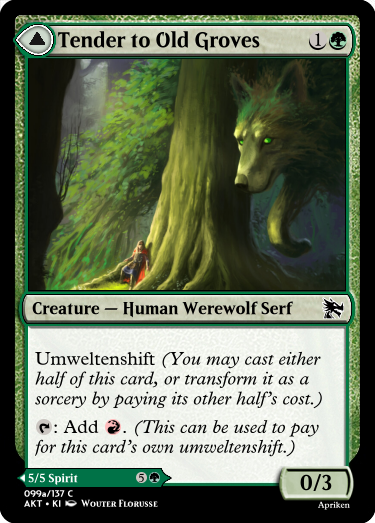 Tender to Old Groves 1
Creature — Human Werewolf Serf
Umweltenshift (You may cast either
half of this card, or transform it as a
sorcery by paying its other half's cost.)
: Add . (This can be used to pay
for this card's own umweltenshift.)
5/5 Spirit 5
0/3
099a/137 C
AKT • KI Wouter Florusse
Apriken